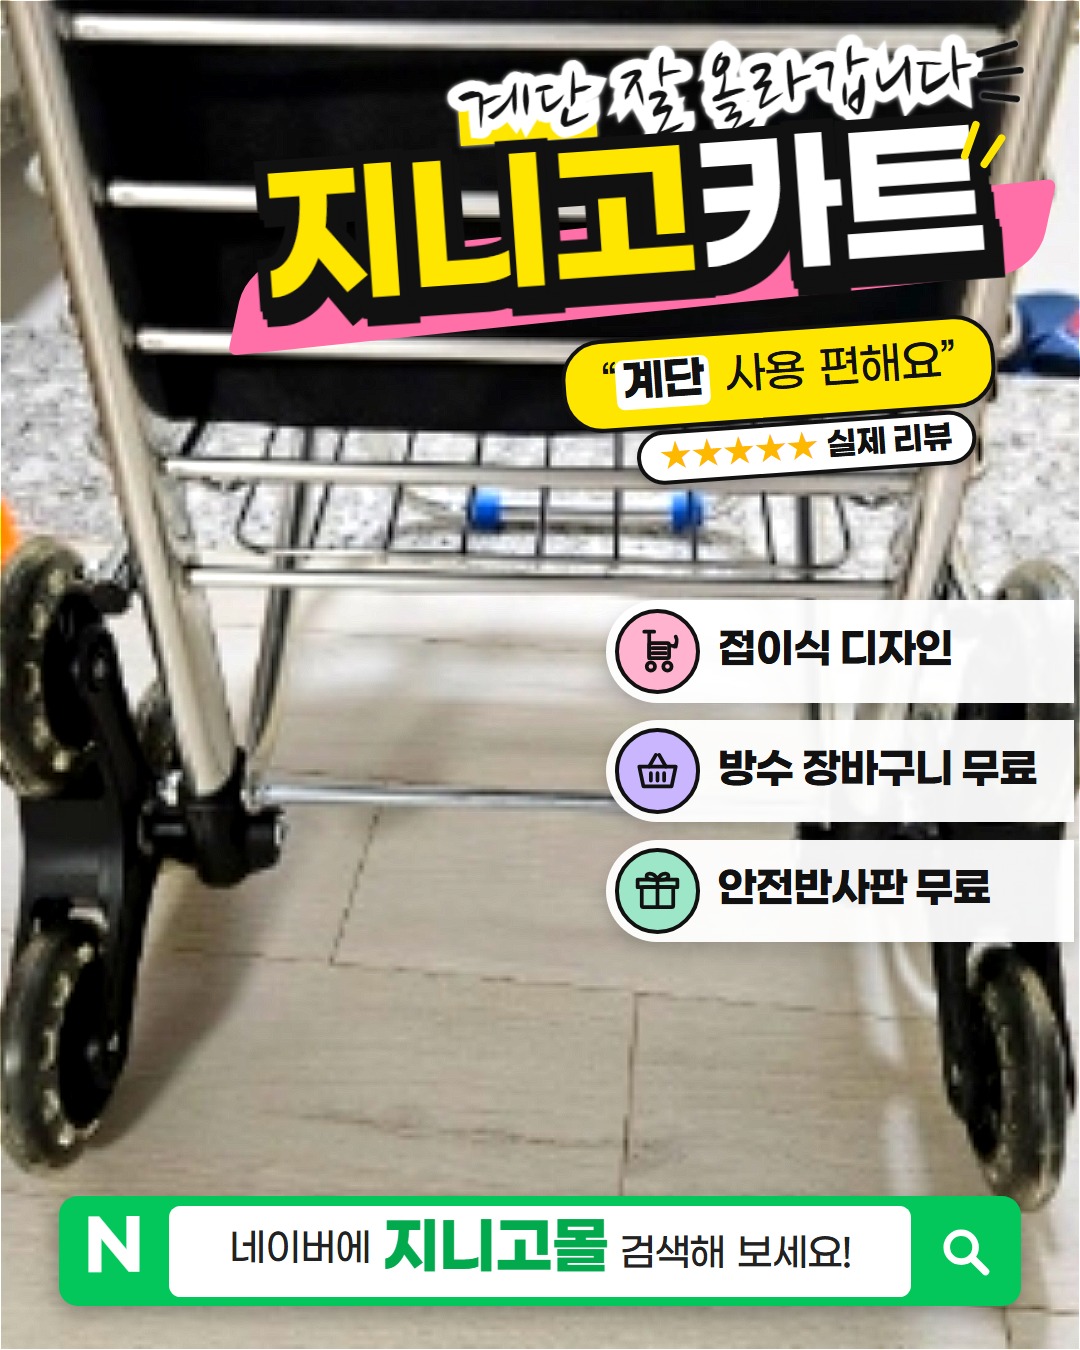 계단 잘 올라갑니다
지니고카트
“계단 사용 편해요”
★★★★★ 실제 리뷰
접이식 디자인
방수 장바구니 무료
안전반사판 무료
N 네이버에 지니고몰 검색해 보세요!